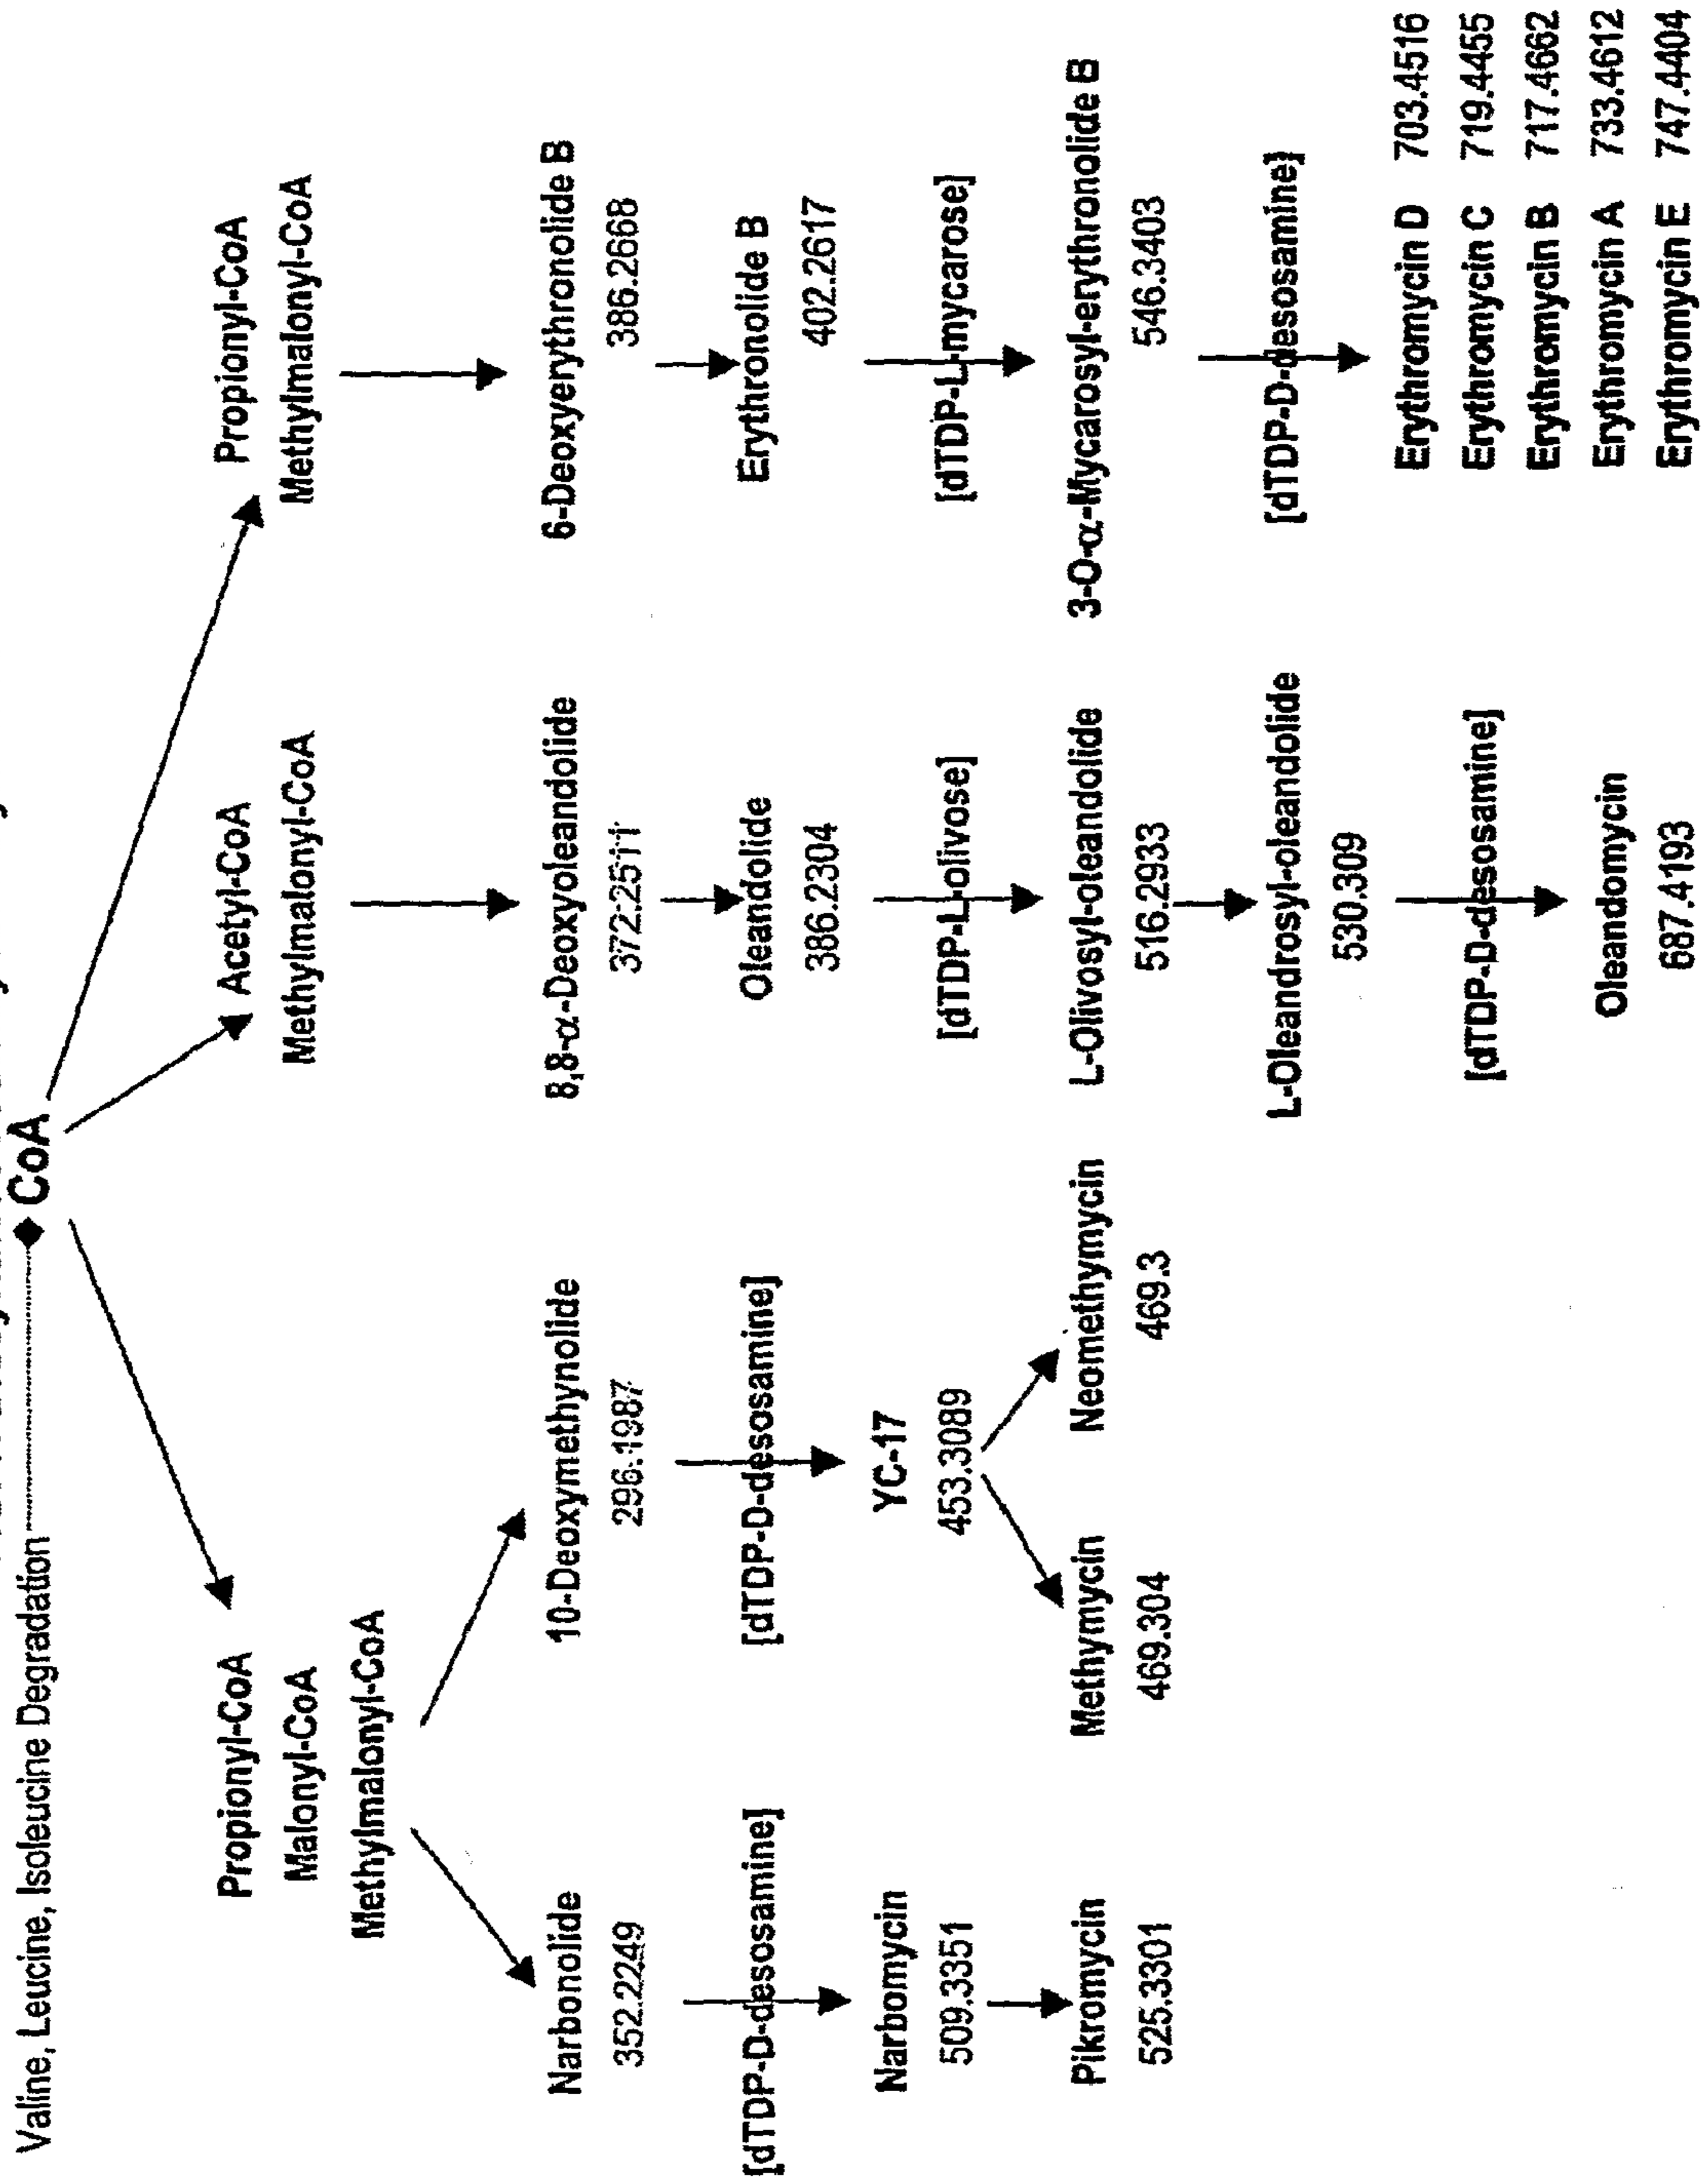 Valine, Leucine, Isoleucine Degradation
CoA
Propionyl-CoA
Malonyl-CoA
Methylmalonyl-CoA
Acetyl-CoA
Methylmalonyl-CoA
Propionyl-CoA
Methylmalonyl-CoA
Narbonolide
352.2249
[dTDP-D-desosamine]
Narbomycin
509.3351
Pikromycin
525.3301
10-Deoxymethynolide
296.1987
[dTDP-D-desosamine]
YC-17
453.3089
Methymycin
469.304
Neomethymycin
469.3
8,8-α-Deoxyoleandolide
372.2511
Oleandolide
386.2304
[dTDP-L-olivose]
L-Olivosyl-oleandolide
516.2933
L-Oleandrosyl-oleandolide
530.309
[dTDP-D-desosamine]
Oleandomycin
687.4193
6-Deoxyerythronolide B
386.2668
Erythronolide B
402.2617
[dTDP-L-mycarose]
3-O-α-Mycarosyl-erythronolide B
546.3403
[dTDP-D-desosamine]
Erythromycin D 703.4516
Erythromycin C 719.4455
Erythromycin B 717.4662
Erythromycin A 733.4612
Erythromycin E 747.4404